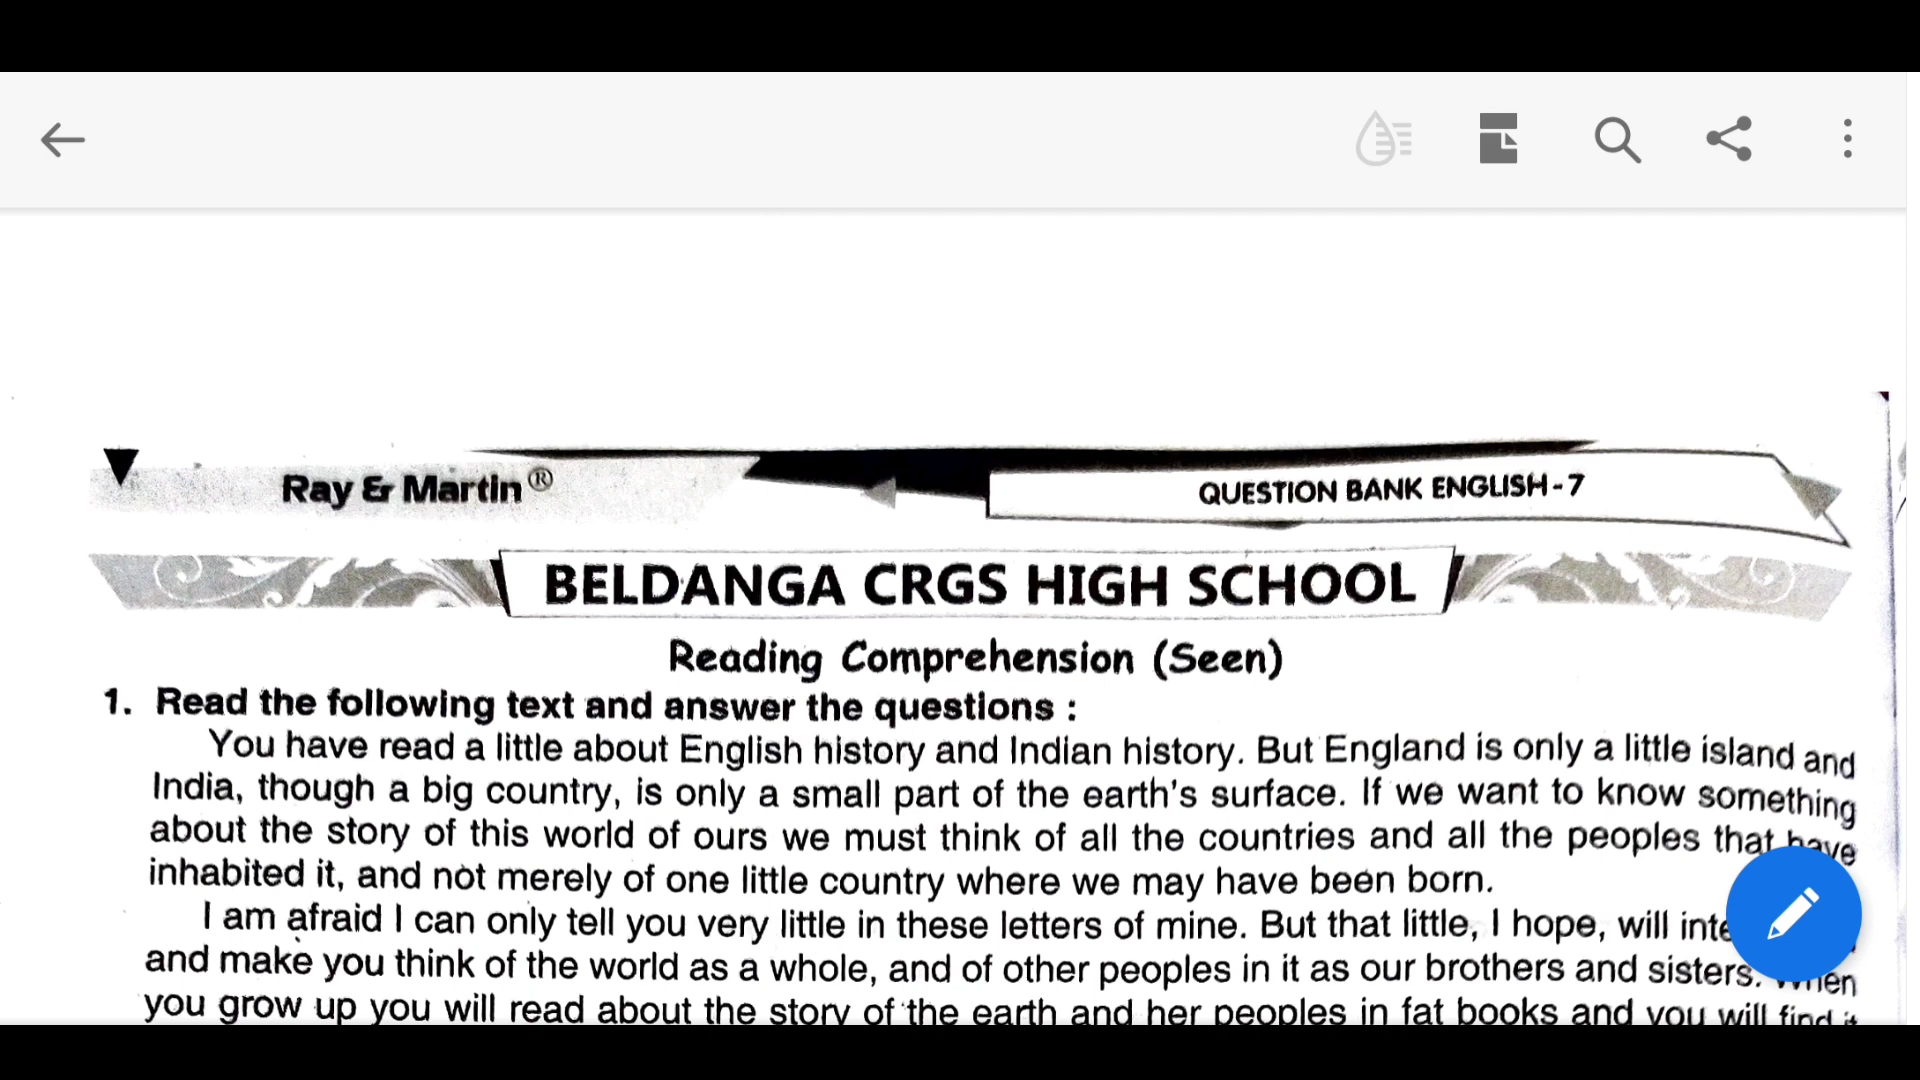 Ray & Martin®
QUESTION BANK ENGLISH-7
BELDANGA CRGS HIGH SCHOOL
Reading Comprehension (Seen)
1. Read the following text and answer the questions :
You have read a little about English history and Indian history. But England is only a little island and
India, though a big country, is only a small part of the earth's surface. If we want to know something
about the story of this world of ours we must think of all the countries and all the peoples that have
inhabited it, and not merely of one little country where we may have been born.
I am afraid I can only tell you very little in these letters of mine. But that little, I hope, will
and make you think of the world as a whole, and of other peoples in it as our brothers and sisters. When
you grow up you will read about the story of the earth and her peoples in fat books and you will find it